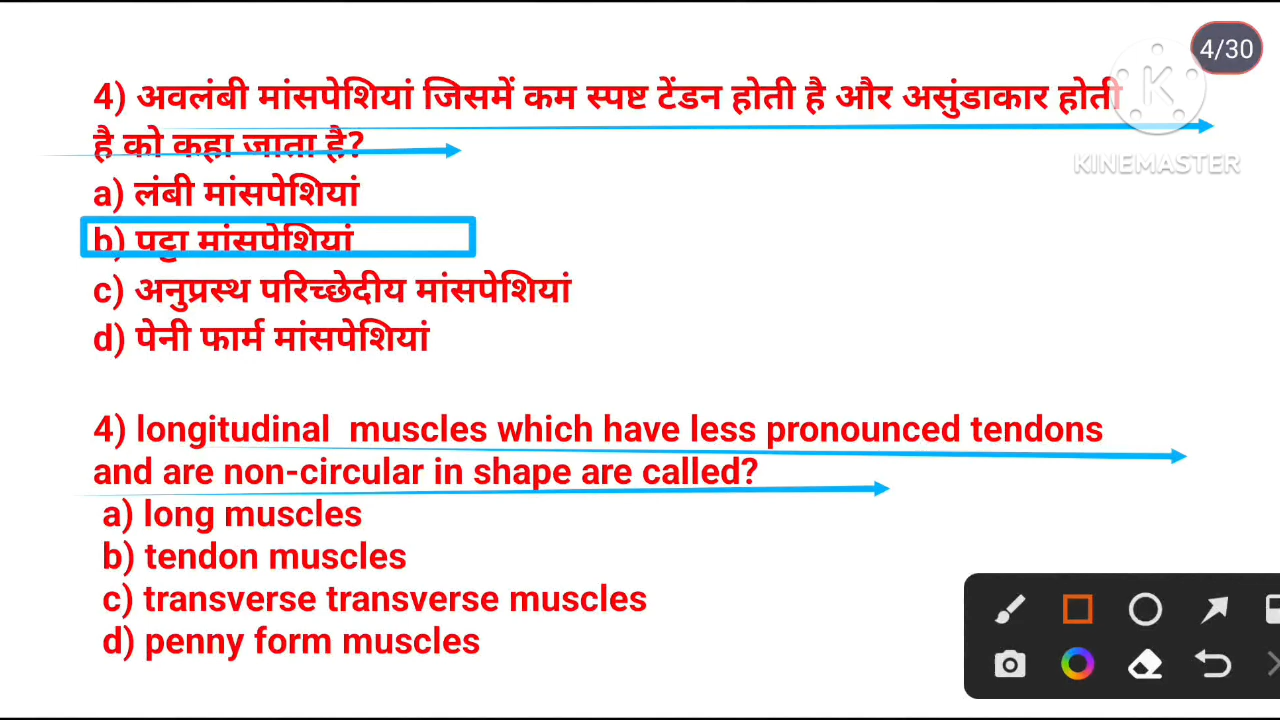 4/30
4) अवलंबी मांसपेशियां जिसमें कम स्पष्ट टेंडन होती है और असुंडाकार होती
K
KINEMASTER
है को कहा जाता है?
a) लंबी मांसपेशियां
b) पट्ठा मांसपेशियां
c) अनुप्रस्थ परिच्छेदीय मांसपेशियां
d) पेनी फार्म मांसपेशियां
4) longitudinal muscles which have less pronounced tendons
and are non-circular in shape are called?
a) long muscles
b) tendon muscles
c) transverse transverse muscles
d) penny form muscles